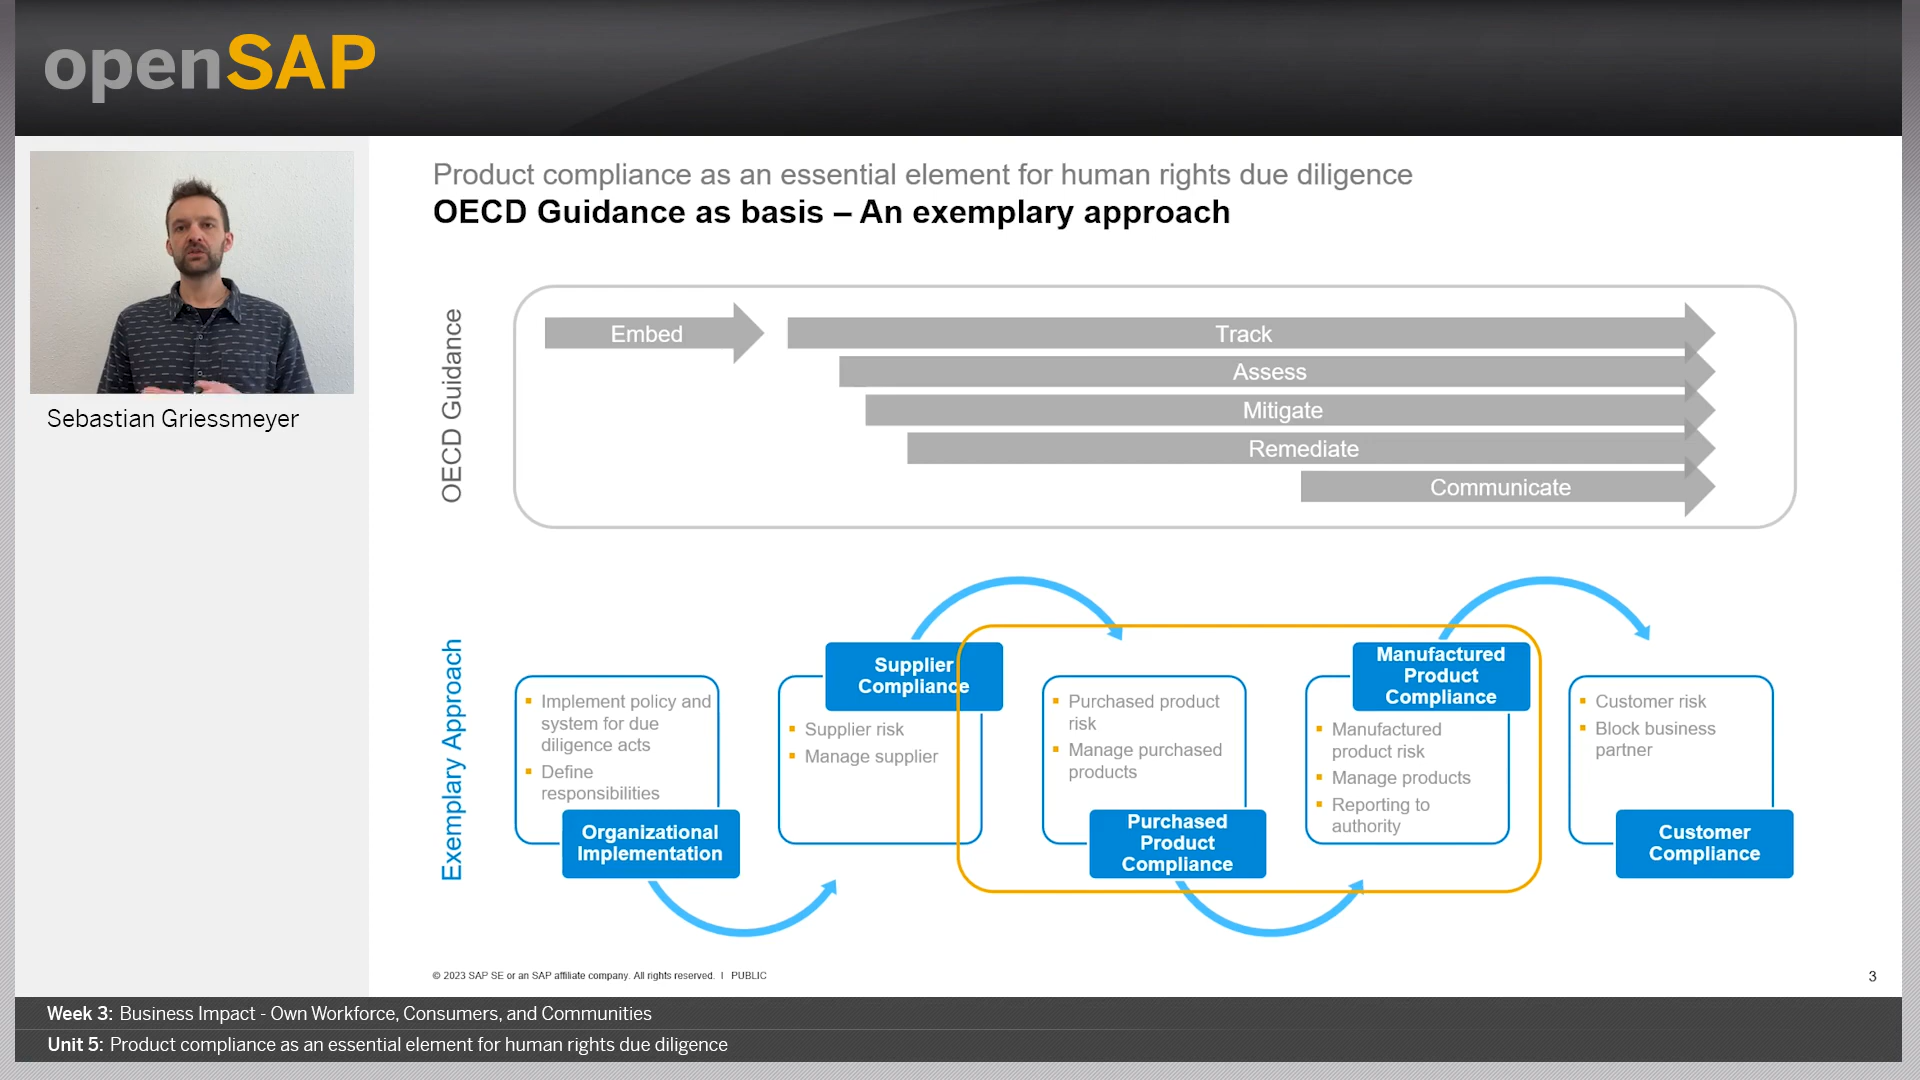 openSAP
Sebastian Griessmeyer
Product compliance as an essential element for human rights due diligence
OECD Guidance as basis – An exemplary approach
OECD Guidance
Embed
Track
Assess
Mitigate
Remediate
Communicate
Exemplary Approach
Implement policy and
system for due
diligence acts
Define
responsibilities
Organizational
Implementation
Supplier
Compliance
Supplier risk
Manage supplier
Purchased product
risk
Manage purchased
products
Purchased
Product
Compliance
Manufactured
Product
Compliance
Manufactured
product risk
Manage products
Reporting to
authority
Customer risk
Block business
partner
Customer
Compliance
© 2023 SAP SE or an SAP affiliate company. All rights reserved. I PUBLIC
3
Week 3: Business Impact - Own Workforce, Consumers, and Communities
Unit 5: Product compliance as an essential element for human rights due diligence